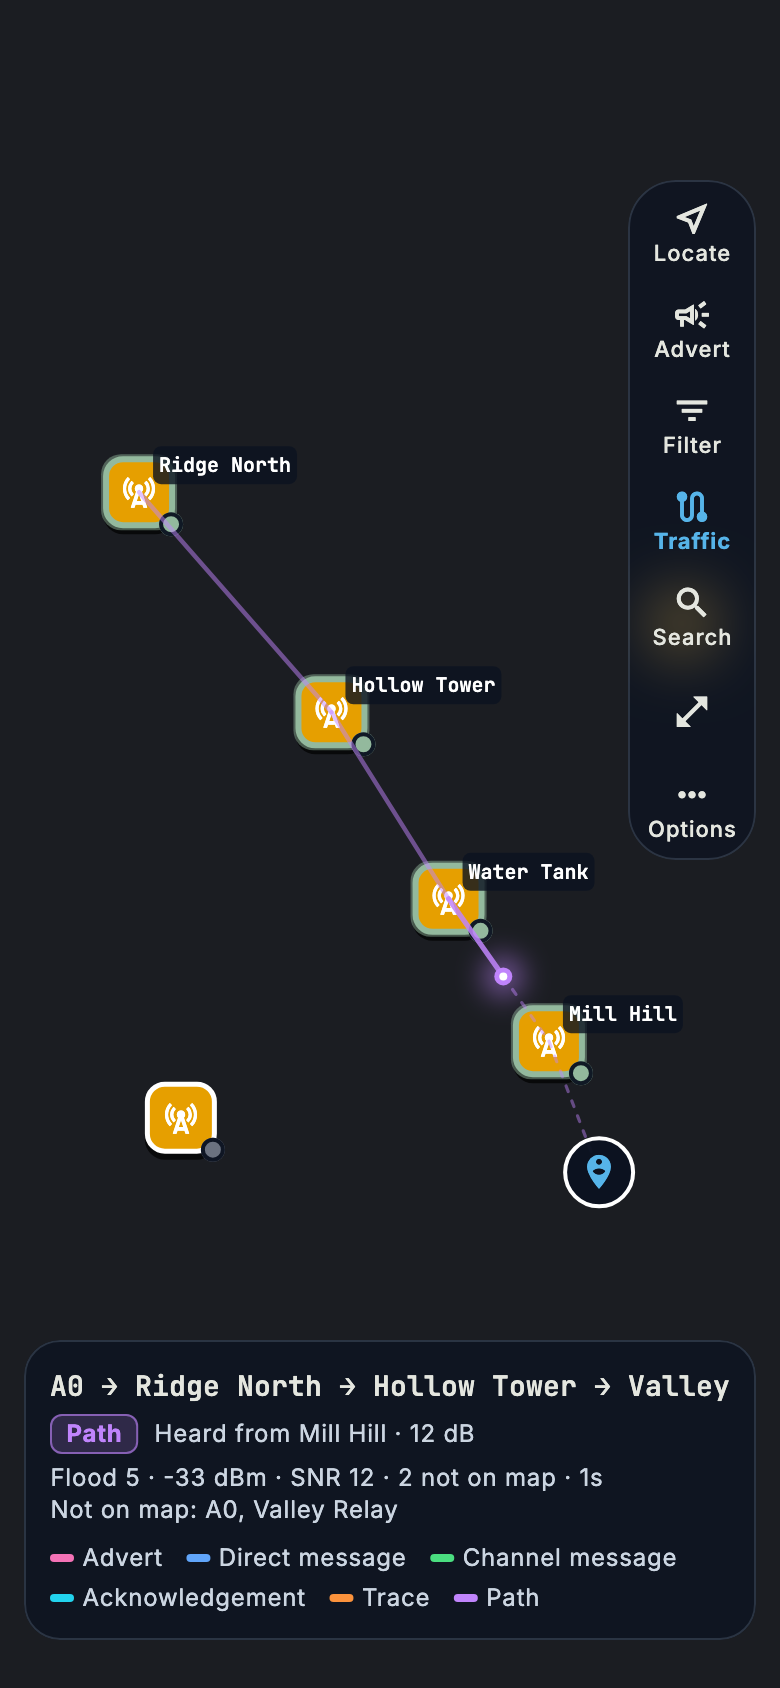 Locate
Advert
Filter
Traffic
Search
Options
Ridge North
Hollow Tower
Water Tank
Mill Hill
A0 → Ridge North → Hollow Tower → Valley
Path Heard from Mill Hill · 12 dB
Flood 5 · -33 dBm · SNR 12 · 2 not on map · 1s
Not on map: A0, Valley Relay
Advert Direct message Channel message
Acknowledgement Trace Path